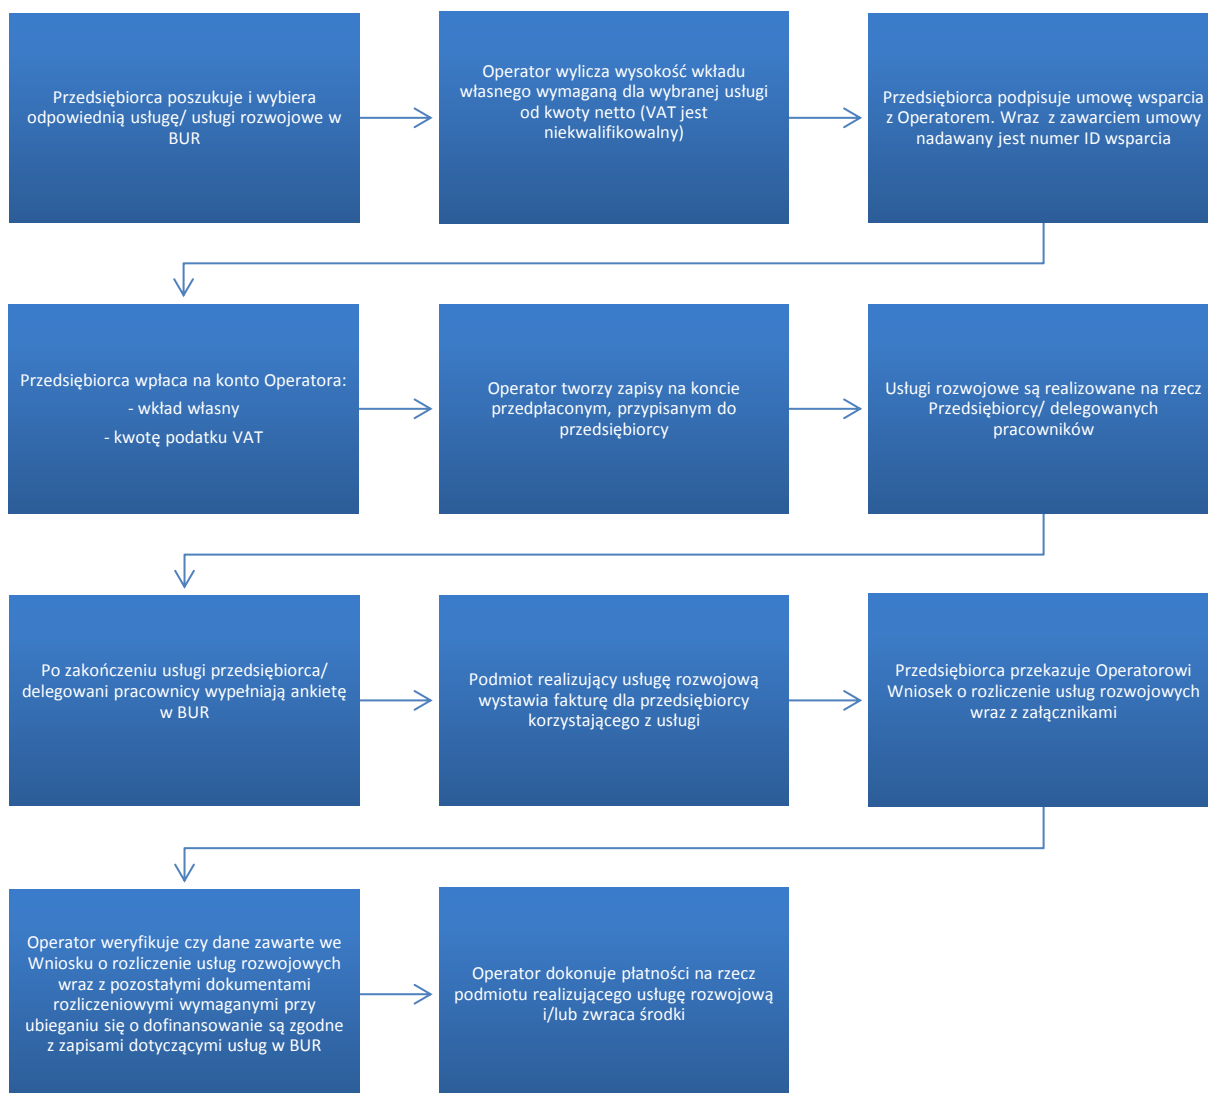 Przedsiębiorca poszukuje i wybiera
odpowiednią usługę/ usługi rozwojowe w
BUR
Operator wylicza wysokość wkładu
własnego wymaganą dla wybranej usługi
od kwoty netto (VAT jest
niekwalifikowalny)
Przedsiębiorca podpisuje umowę wsparcia
z Operatorem. Wraz z zawarciem umowy
nadawany jest numer ID wsparcia
Przedsiębiorca wpłaca na konto Operatora:
- wkład własny
- kwotę podatku VAT
Operator tworzy zapisy na koncie
przedpłaconym, przypisanym do
przedsiębiorcy
Usługi rozwojowe są realizowane na rzecz
Przedsiębiorcy/ delegowanych
pracowników
Po zakończeniu usługi przedsiębiorca/
delegowani pracownicy wypełniają ankietę
w BUR
Podmiot realizujący usługę rozwojową
wystawia fakturę dla przedsiębiorcy
korzystającego z usługi
Przedsiębiorca przekazuje Operatorowi
Wniosek o rozliczenie usług rozwojowych
wraz z załącznikami
Operator weryfikuje czy dane zawarte we
Wniosku o rozliczenie usług rozwojowych
wraz z pozostałymi dokumentami
rozliczeniowymi wymaganymi przy
ubieganiu się o dofinansowanie są zgodne
z zapisami dotyczącymi usług w BUR
Operator dokonuje płatności na rzecz
podmiotu realizującego usługę rozwojową
i/lub zwraca środki